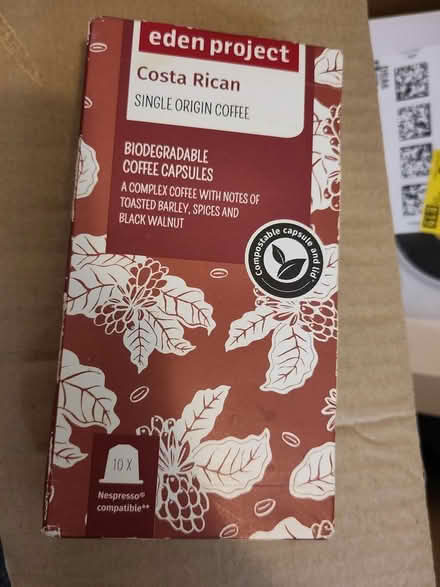 eden project
Costa Rican
SINGLE ORIGIN COFFEE
BIODEGRADABLE
COFFEE CAPSULES
A COMPLEX COFFEE WITH NOTES OF
TOASTED BARLEY, SPICES AND
BLACK WALNUT
Compostable capsule and lid*
10 X
Nespresso®
compatible**